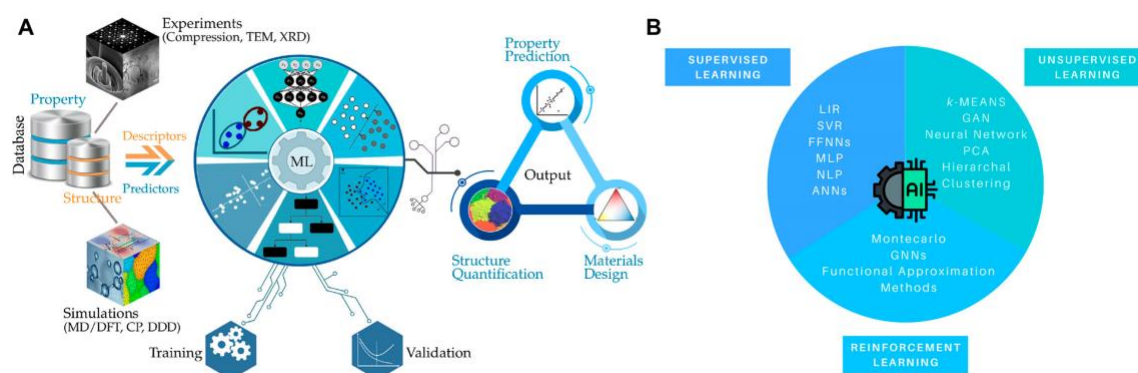 A
Experiments
(Compression, TEM, XRD)
Database
Property
Structure
Descriptors
Predictors
Simulations
(MD/DFT, CP, DDD)
ML
Training
Validation
Property
Prediction
Output
Structure
Quantification
Materials
Design
B
SUPERVISED
LEARNING
UNSUPERVISED
LEARNING
LIR
SVR
FFNNs
MLP
NLP
ANNs
k-MEANS
GAN
Neural Network
PCA
Hierarchal
Clustering
AI
Montecarlo
GNNs
Functional Approximation
Methods
REINFORCEMENT
LEARNING